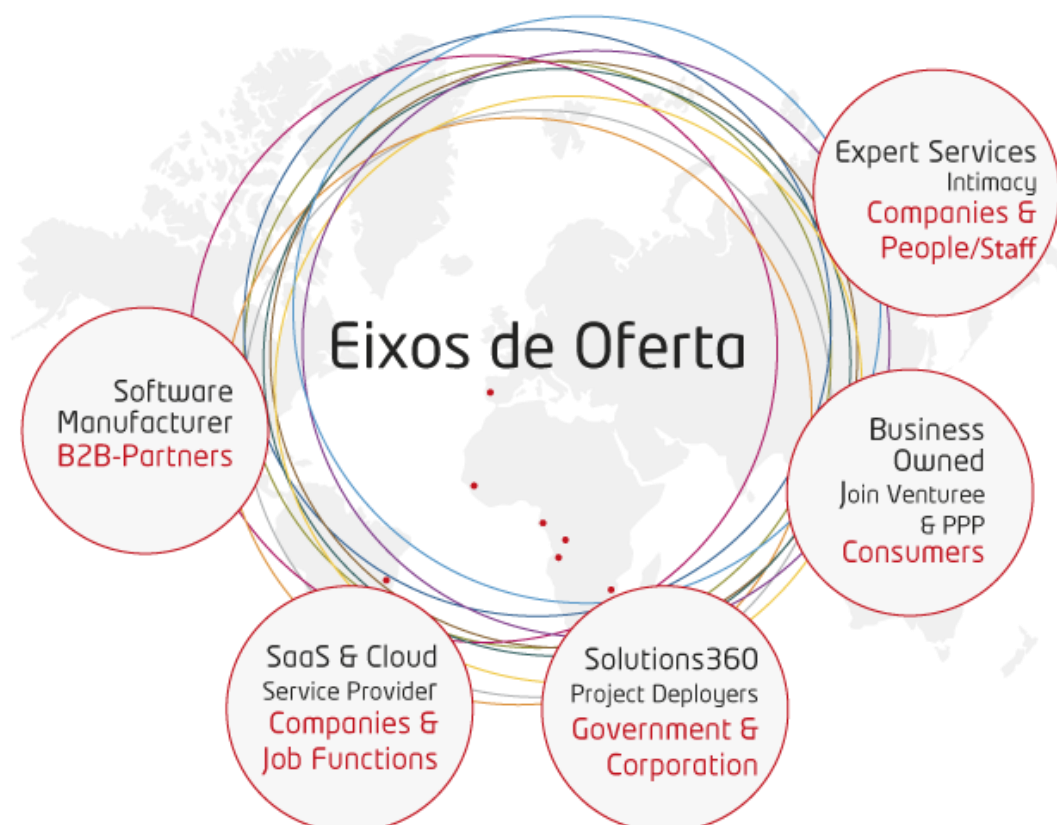 Eixos de Oferta
Expert Services
Intimacy
Companies &
People/Staff
Business
Owned
Join Venturee
& PPP
Consumers
Solutions360
Project Deployers
Government &
Corporation
SaaS & Cloud
Service Provider
Companies &
Job Functions
Software
Manufacturer
B2B-Partners